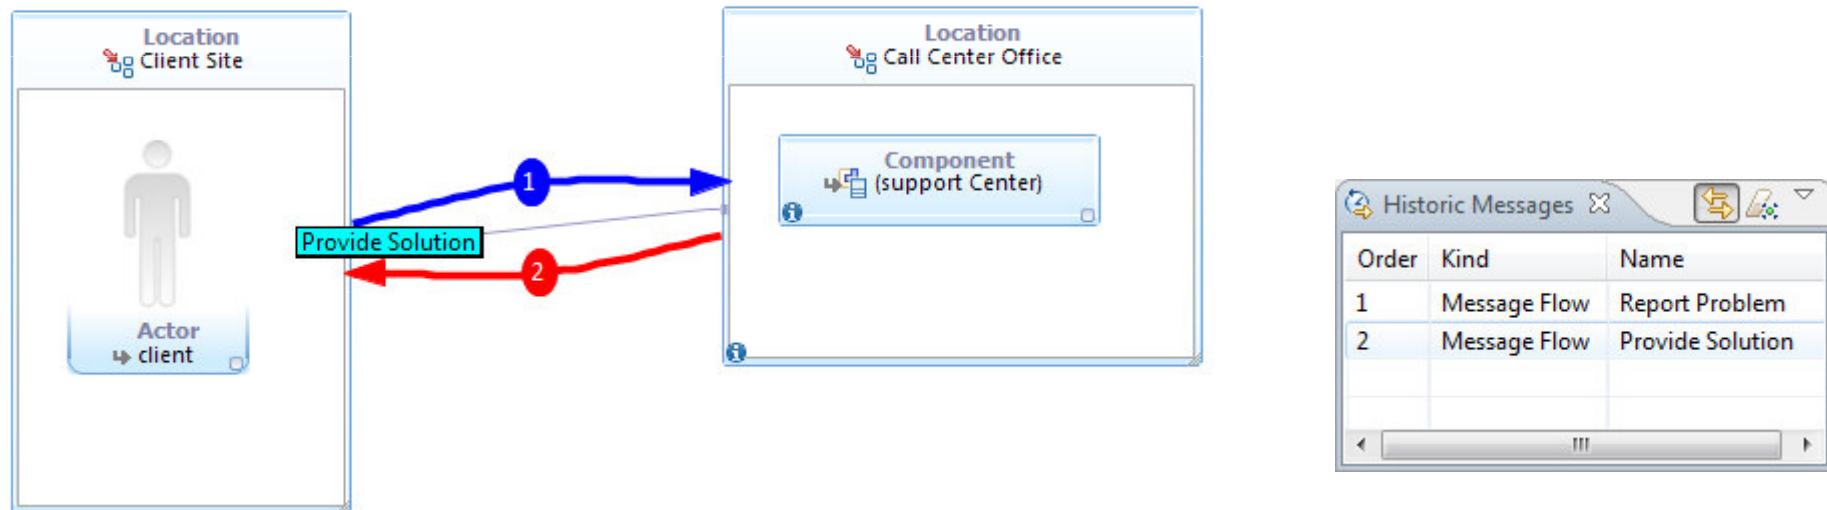 Location
Client Site
Actor
client
1
Provide Solution
2
Location
Call Center Office
Component
(support Center)
Historic Messages
Order Kind Name
1 Message Flow Report Problem
2 Message Flow Provide Solution